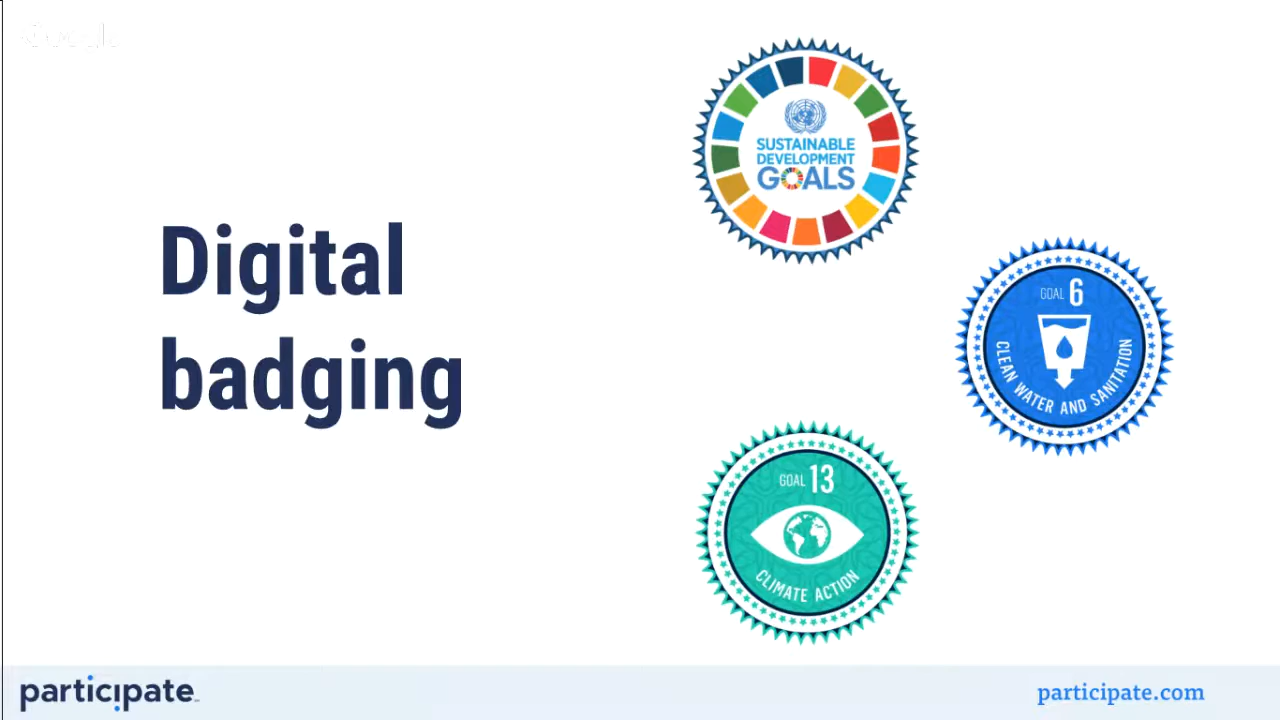 Digital
badging
SUSTAINABLE
DEVELOPMENT
GOALS
GOAL 6
CLEAN WATER AND SANITATION
GOAL 13
CLIMATE ACTION
participate
participate.com